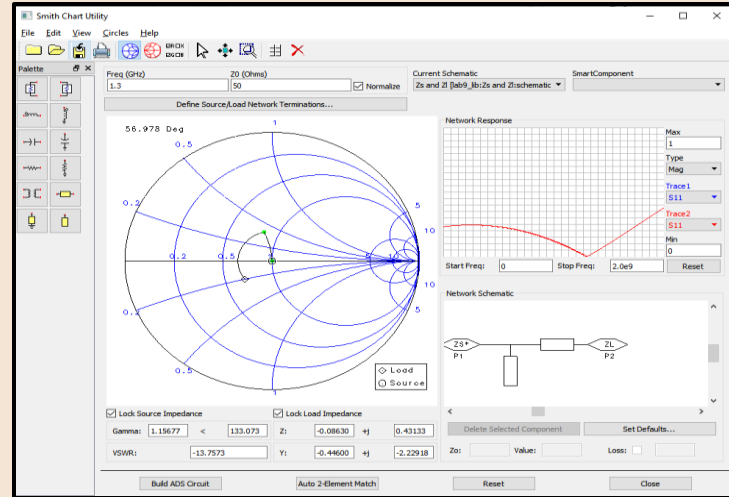 Smith Chart Utility
File Edit View Circles Help
Palette
Freq (GHz) Z0 (Ohms)
1.3 50 Normalize
Current Schematic SmartComponent
Zs and Zl [lab9_lib:Zs and Zl:schematic
Define Source/Load Network Terminations...
56.978 Deg
1
0.5
0.2
5
10
0.2 0.5 5 10
10
5
0.2
0.5
1
Load
Source
Network Response
Max
1
Type
Mag
Trace1
S11
Trace2
S11
Min
0
Start Freq: 0 Stop Freq: 2.0e9 Reset
Network Schematic
ZS* ZL
P1 P2
Lock Source Impedance Lock Load Impedance
Gamma: 1.15677 < 133.073 Z: -0.08630 +j 0.43133
VSWR: -13.7573 Y: -0.44600 +j -2.22918
Delete Selected Component Set Defaults...
Zo: Value: Loss:
Build ADS Circuit Auto 2-Element Match Reset Close